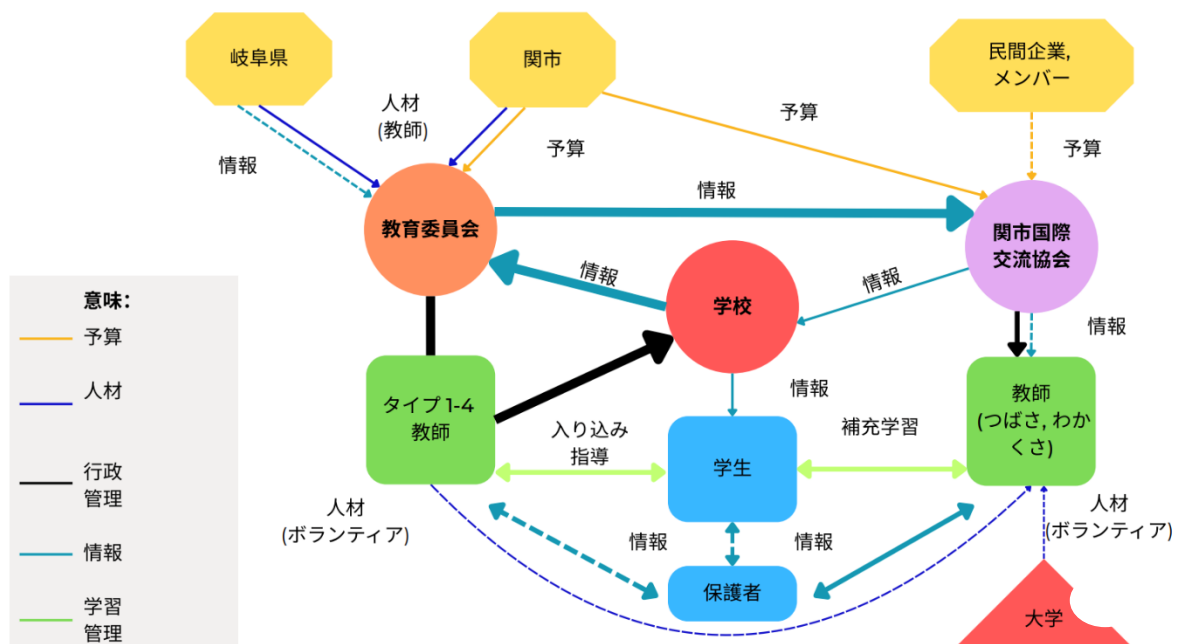 岐阜県
関市
民間企業,
メンバー
人材
(教師)
予算
予算
予算
情報
教育委員会
情報
関市国際
交流協会
情報
学校
情報
情報
意味:
予算
人材
行政
管理
情報
学習
管理
タイプ 1-4
教師
入り込み
指導
情報
学生
補充学習
教師
(つばさ, わか
くさ)
人材
(ボランティア)
情報
情報
人材
(ボランティア)
保護者
大学